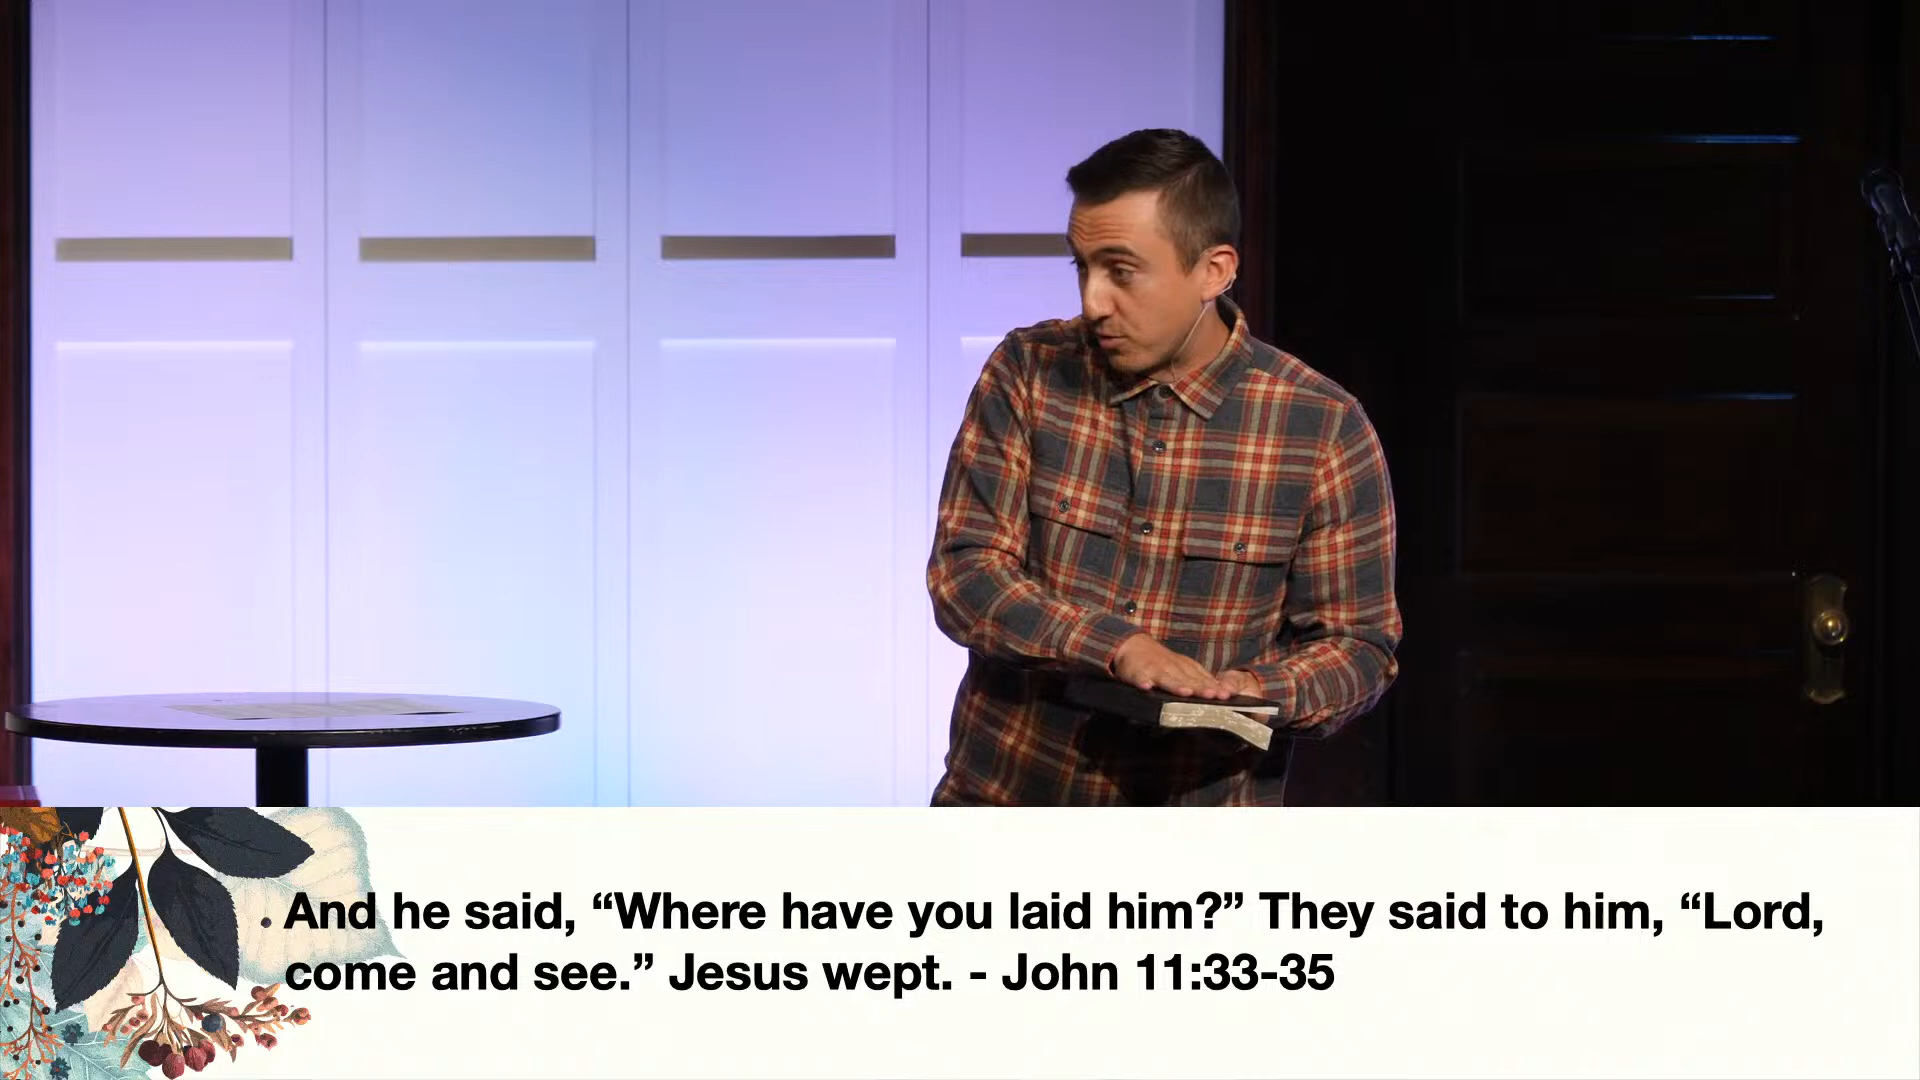 And he said, “Where have you laid him?” They said to him, “Lord,
come and see.” Jesus wept. - John 11:33-35